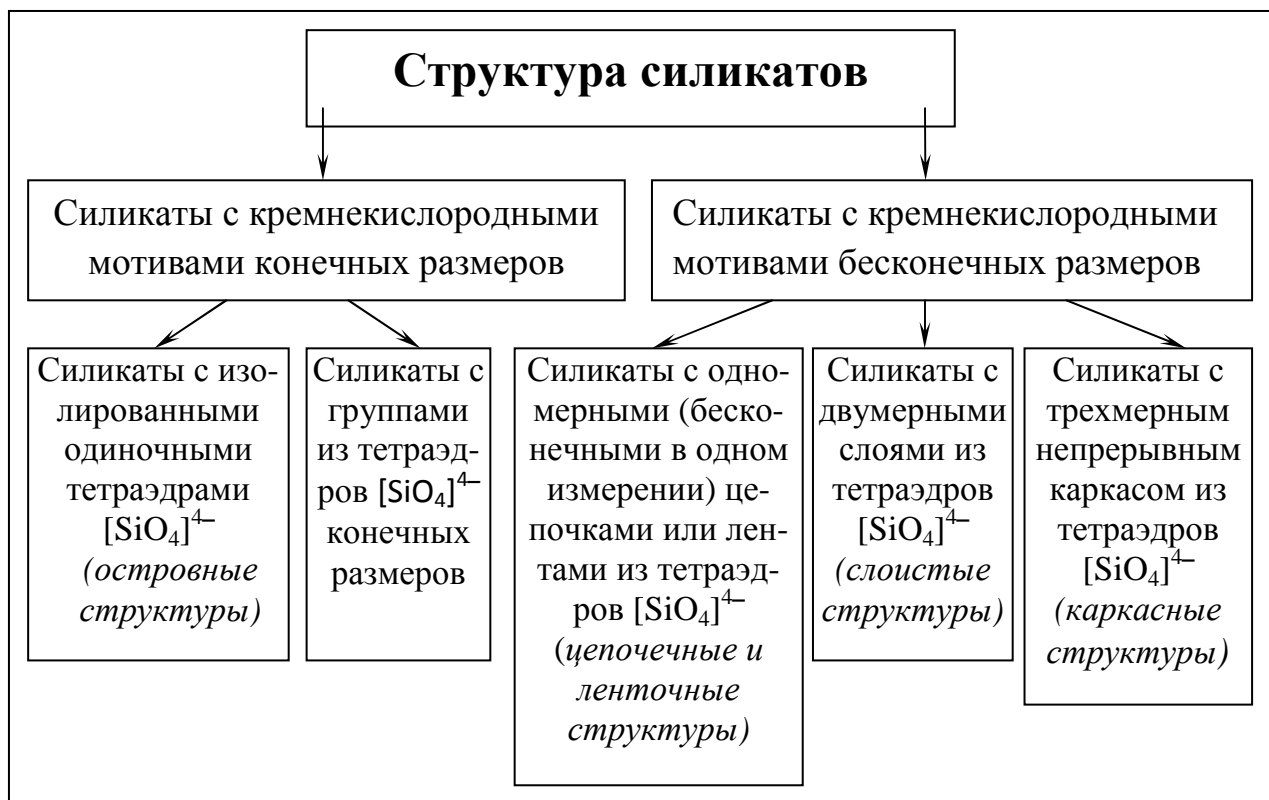 Структура силикатов
Силикаты с кремнекислородными
мотивами конечных размеров
Силикаты с кремнекислородными
мотивами бесконечных размеров
Силикаты с изо-
лированными
одиночными
тетраэдрами
[SiO₄]⁴⁻
(островные
структуры)
Силикаты с
группами
из тетраэд-
ров [SiO₄]⁴⁻
конечных
размеров
Силикаты с одно-
мерными (беско-
нечными в одном
измерении) це-
почками или лен-
тами из тетраэд-
ров [SiO₄]⁴⁻
(цепочечные и
ленточные
структуры)
Силикаты с
двумерными
слоями из
тетраэдров
[SiO₄]⁴⁻
(слоистые
структуры)
Силикаты с
трехмерным
непрерывным
каркасом из
тетраэдров
[SiO₄]⁴⁻
(каркасные
структуры)